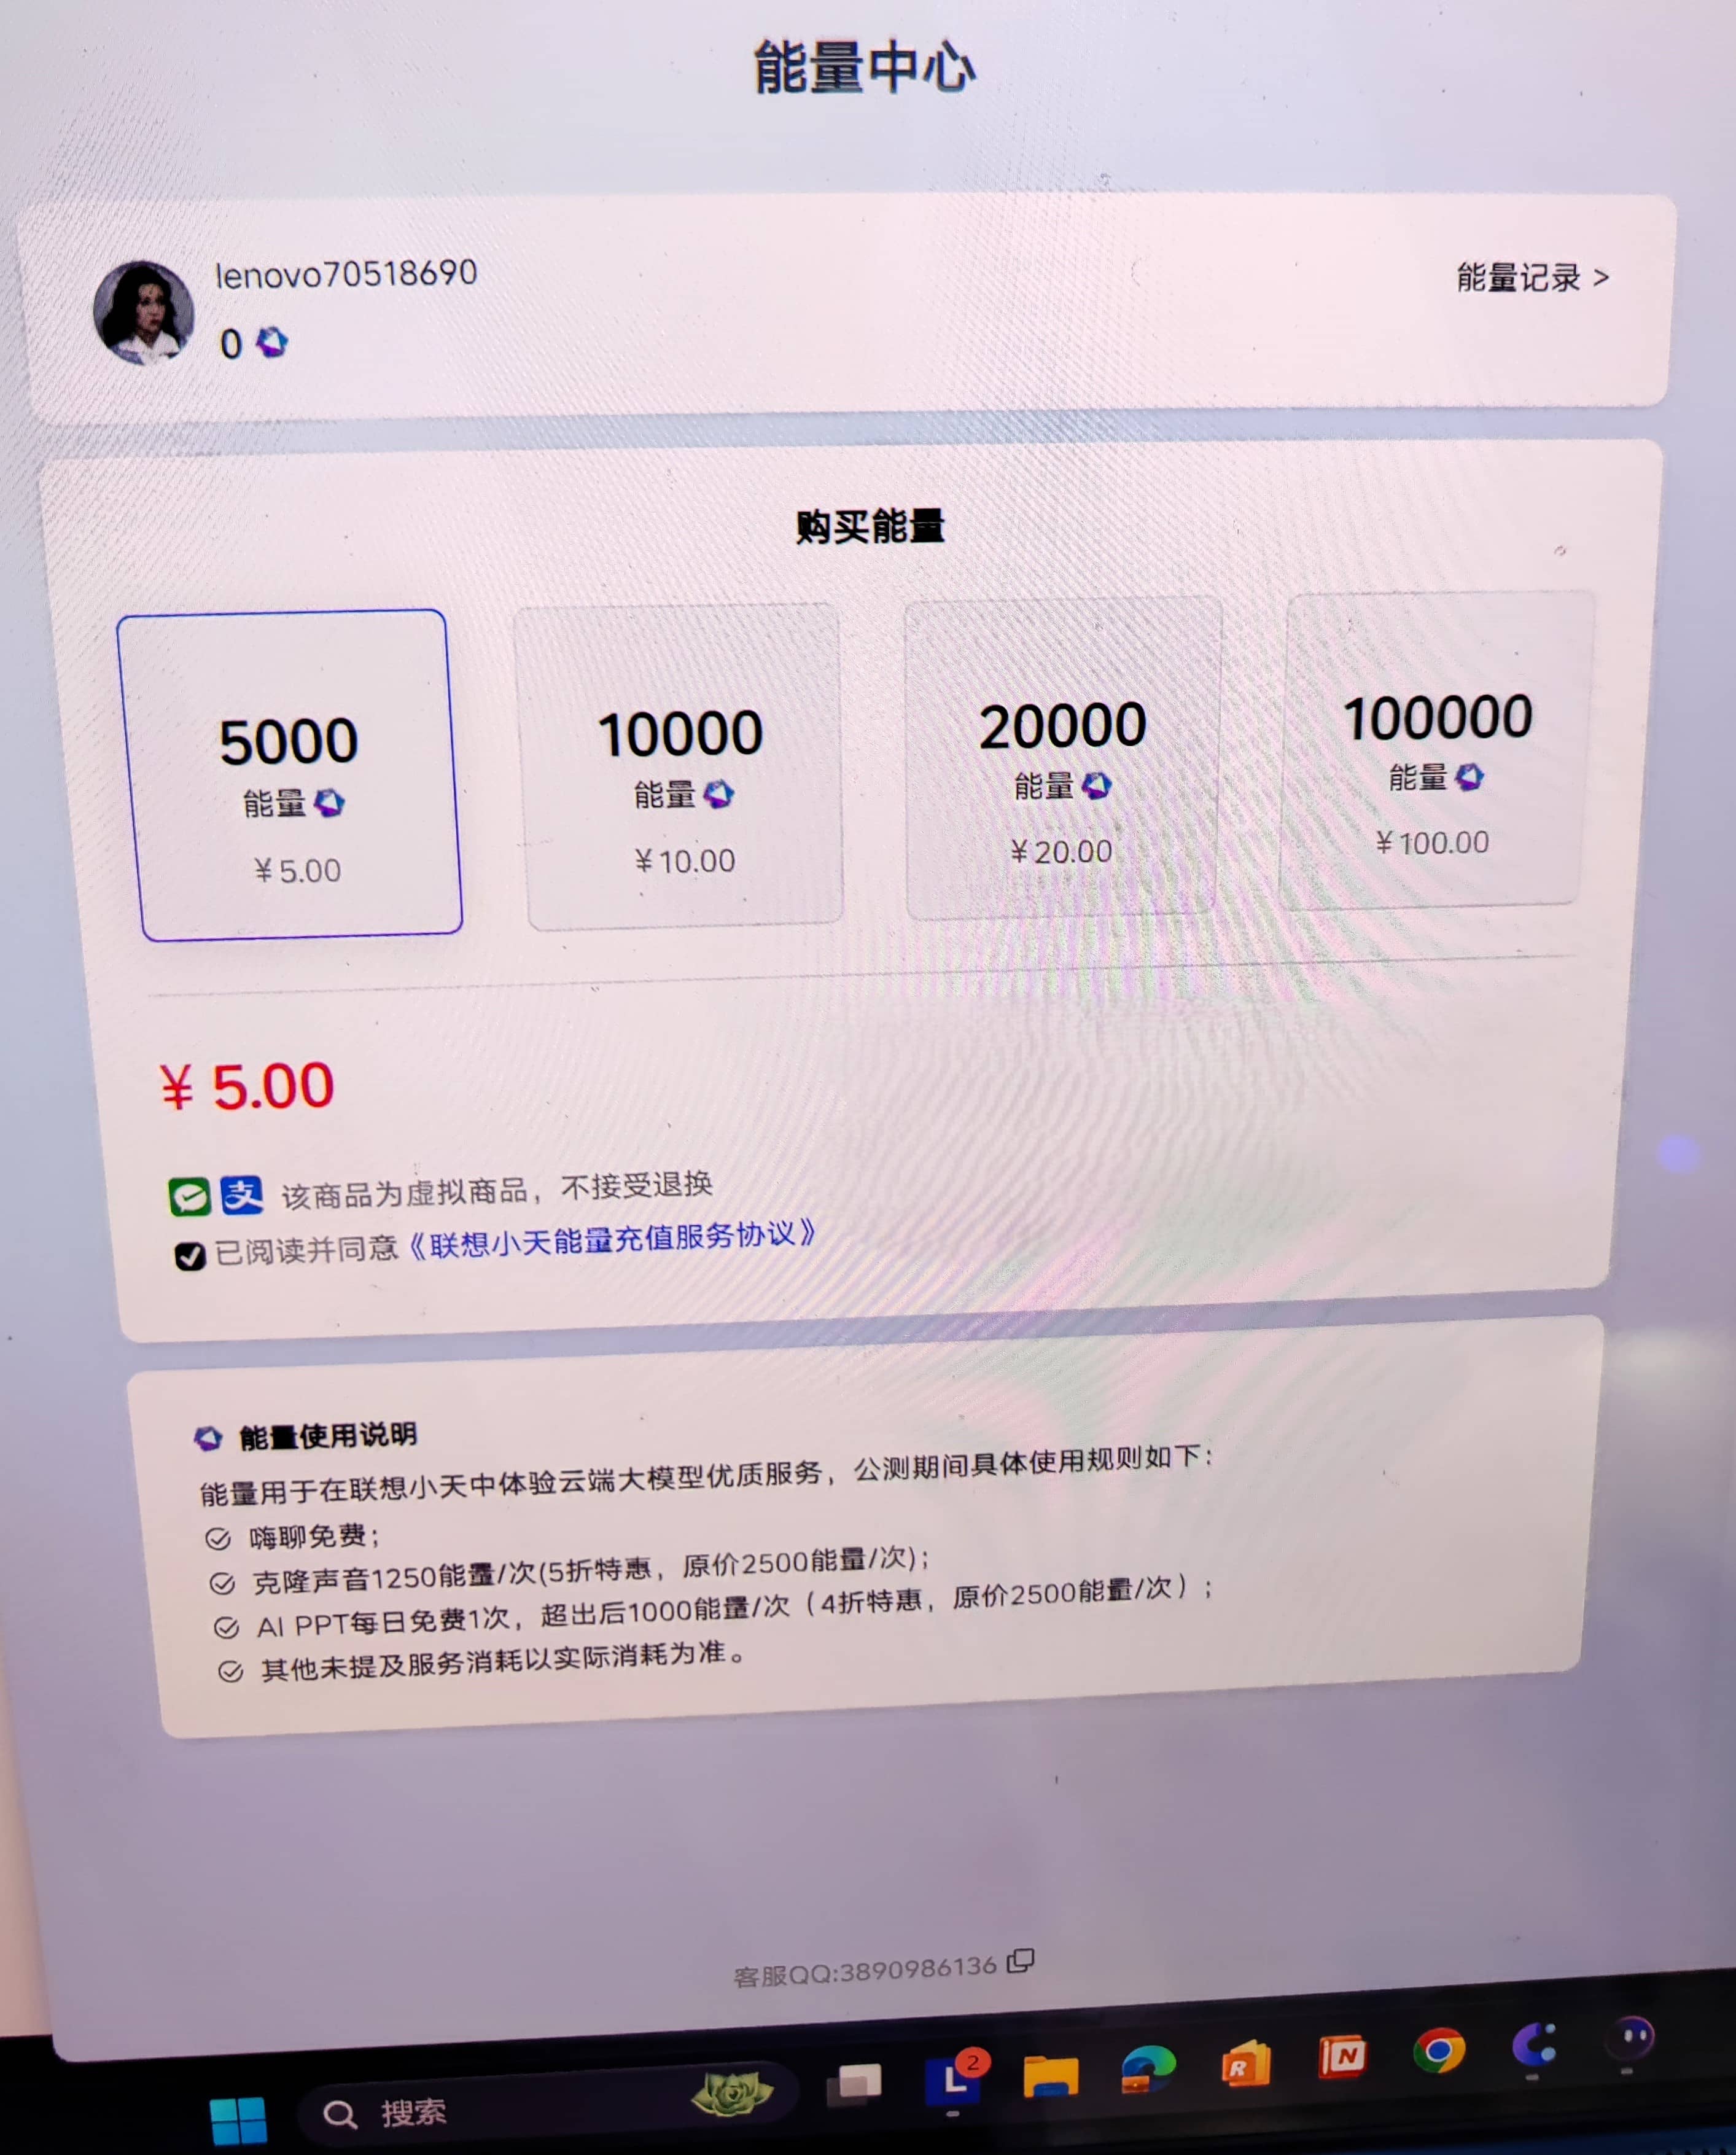 能量中心
lenovo70518690
能量记录 >
0
购买能量
5000
能量
¥5.00
10000
能量
¥10.00
20000
能量
¥20.00
100000
能量
¥100.00
¥ 5.00
支 该商品为虚拟商品，不接受退换
已阅读并同意《联想小天能量充值服务协议》
能量使用说明
能量用于在联想小天中体验云端大模型优质服务，公测期间具体使用规则如下：
嗨聊免费；
克隆声音1250能量/次(5折特惠，原价2500能量/次)；
AI PPT每日免费1次，超出后1000能量/次（4折特惠，原价2500能量/次）；
其他未提及服务消耗以实际消耗为准。
客服QQ:3890986136
搜索
L
2
R
N